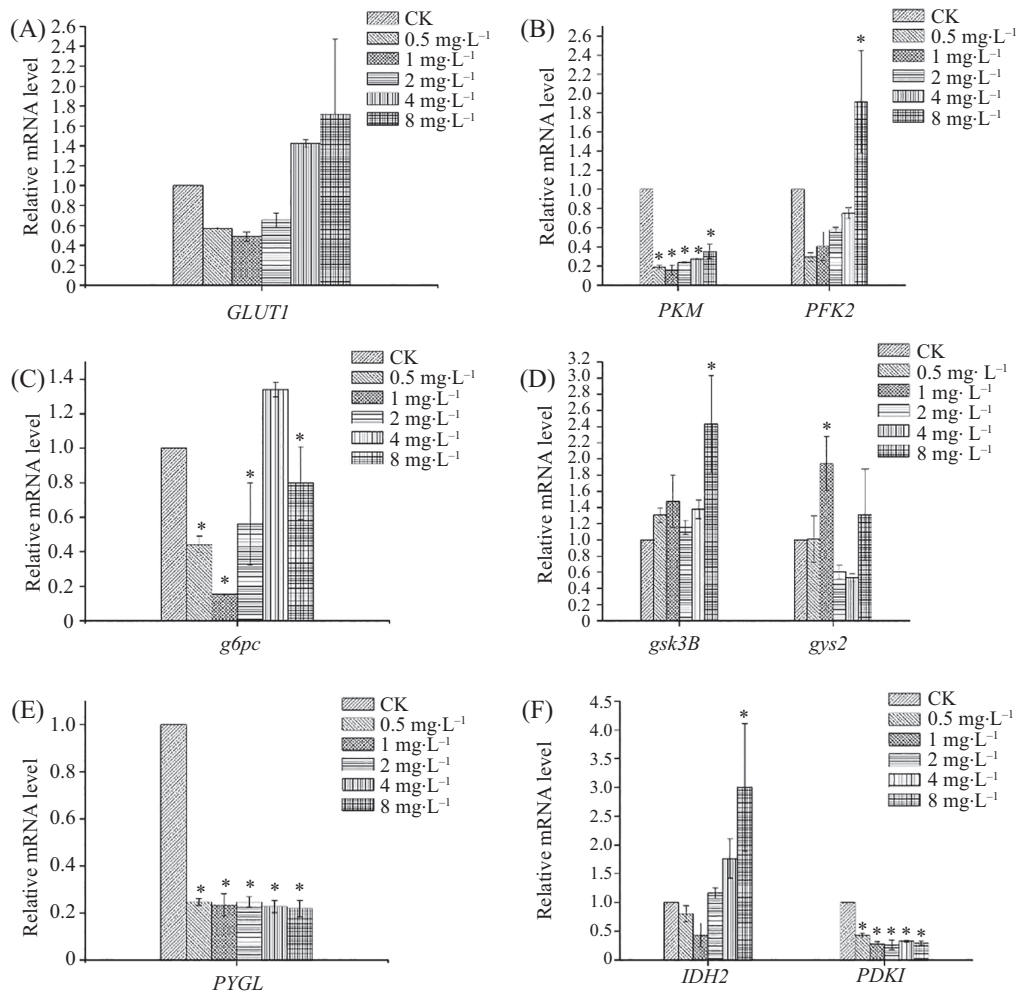 (A)
Relative mRNA level
2.6
2.4
2.2
2.0
1.8
1.6
1.4
1.2
1.0
0.8
0.6
0.4
0.2
0
CK
0.5 mg·L⁻¹
1 mg·L⁻¹
2 mg·L⁻¹
4 mg·L⁻¹
8 mg·L⁻¹
GLUT1
(B)
Relative mRNA level
2.6
2.4
2.2
2.0
1.8
1.6
1.4
1.2
1.0
0.8
0.6
0.4
0.2
0
CK
0.5 mg·L⁻¹
1 mg·L⁻¹
2 mg·L⁻¹
4 mg·L⁻¹
8 mg·L⁻¹
* * * * *
*
PKM PFK2
(C)
Relative mRNA level
1.4
1.2
1.0
0.8
0.6
0.4
0.2
0
CK
0.5 mg·L⁻¹
1 mg·L⁻¹
2 mg·L⁻¹
4 mg·L⁻¹
8 mg·L⁻¹
* * * *
g6pc
(D)
Relative mRNA level
3.2
3.0
2.8
2.6
2.4
2.2
2.0
1.8
1.6
1.4
1.2
1.0
0.8
0.6
0.4
0.2
0
CK
0.5 mg· L⁻¹
1 mg· L⁻¹
2 mg· L⁻¹
4 mg· L⁻¹
8 mg· L⁻¹
* *
gsk3B gys2
(E)
Relative mRNA level
1.0
0.8
0.6
0.4
0.2
0
CK
0.5 mg·L⁻¹
1 mg·L⁻¹
2 mg·L⁻¹
4 mg·L⁻¹
8 mg·L⁻¹
* * * * *
PYGL
(F)
Relative mRNA level
4.5
4.0
3.5
3.0
2.5
1.5
1.0
0.5
0
CK
0.5 mg·L⁻¹
1 mg·L⁻¹
2 mg·L⁻¹
4 mg·L⁻¹
8 mg·L⁻¹
*
* * * * *
IDH2 PDKI